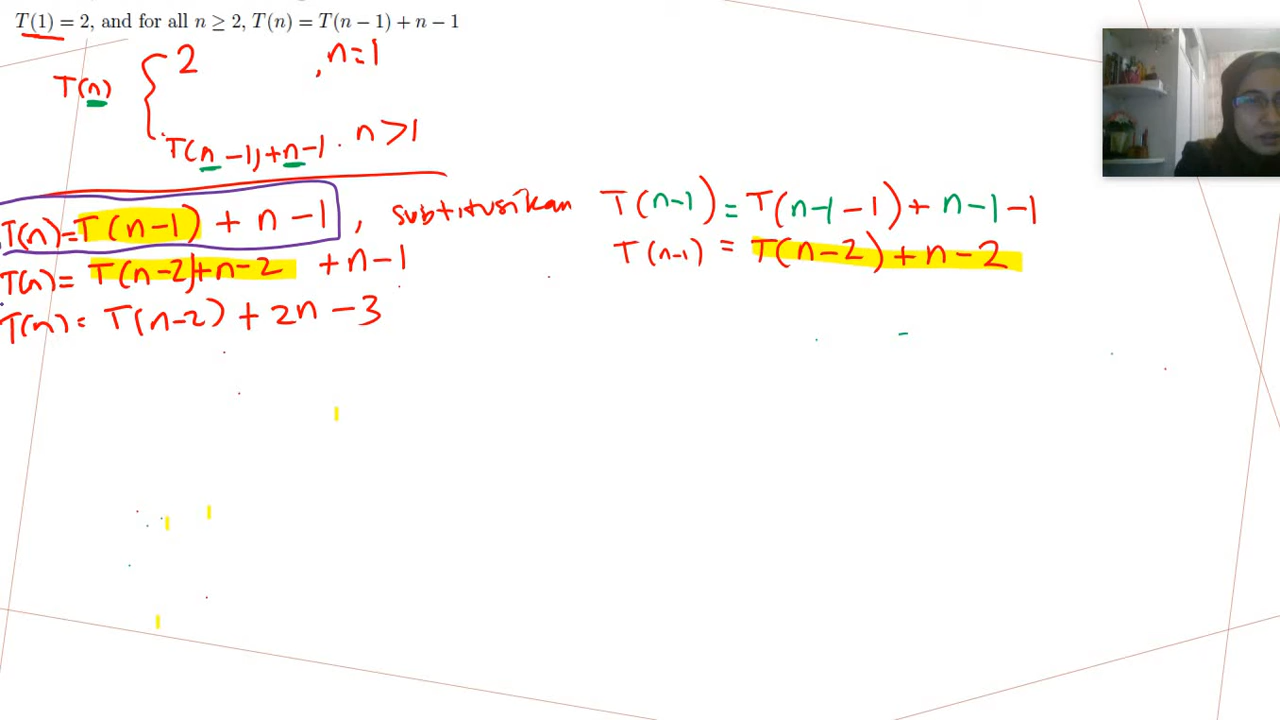 T(1) = 2, and for all n ≥ 2, T(n) = T(n − 1) + n − 1
T(n) { 2 , n=1
T(n-1)+n-1 . n>1
T(n)=T(n-1) + n -1 , subtitusikan T(n-1)=T(n-1-1)+n-1-1
T(n)= T(n-2)+n-2 +n-1 T(n-1) = T(n-2)+n-2
T(n)= T(n-2) + 2n -3